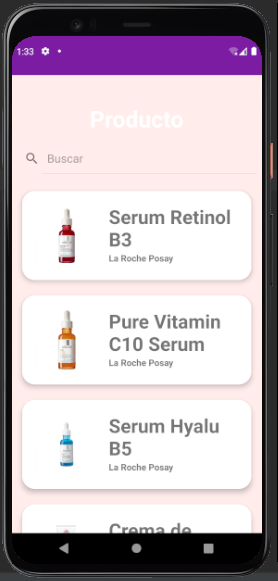 1:33
Producto
Buscar
Serum Retinol
B3
La Roche Posay
Pure Vitamin
C10 Serum
La Roche Posay
Serum Hyalu
B5
La Roche Posay
Crema de